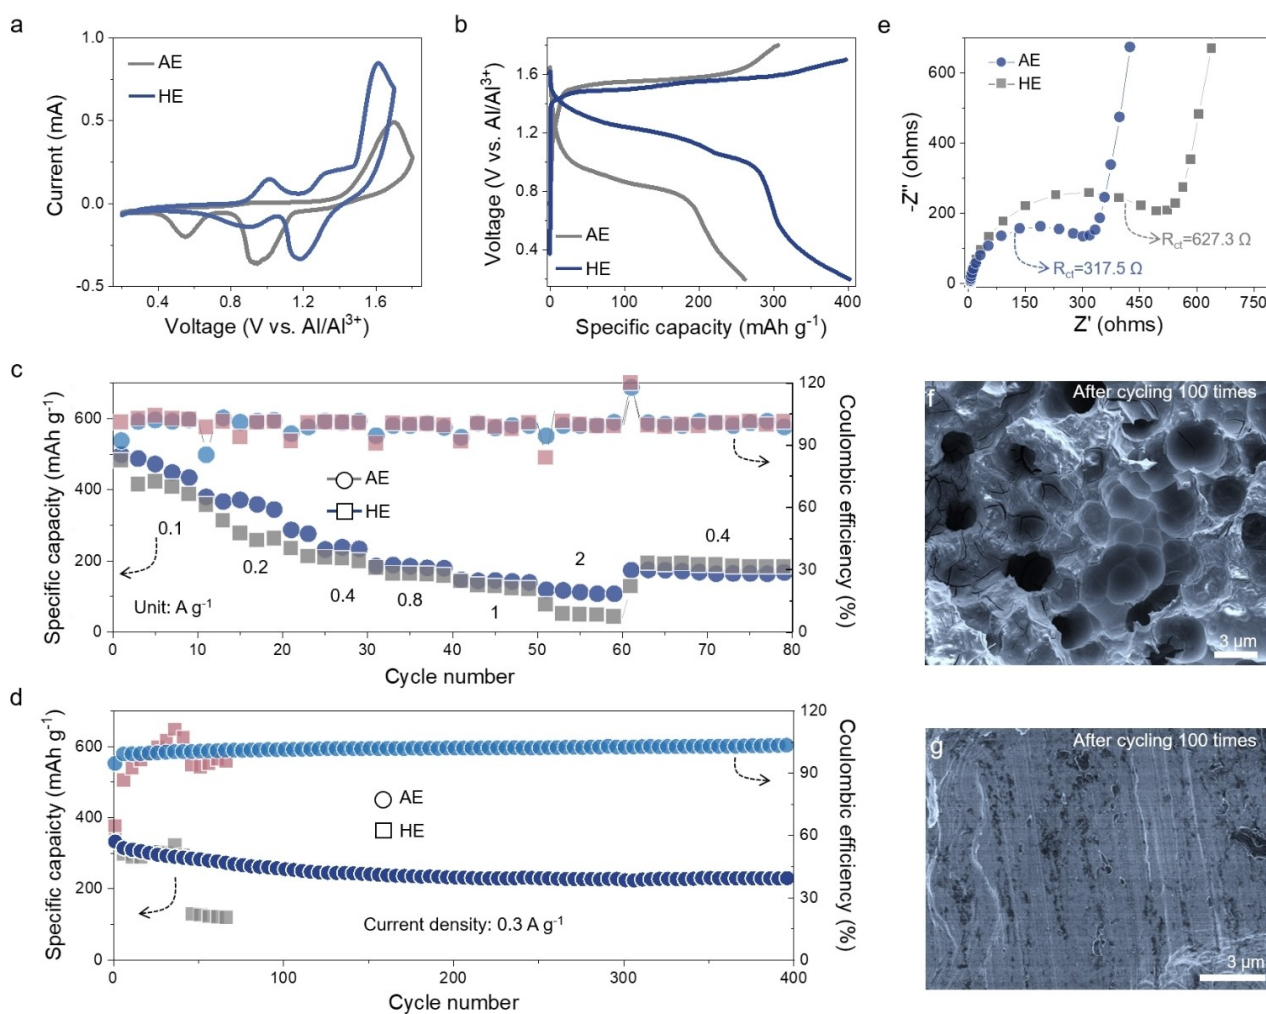 a
1.0
AE
HE
0.5
0.0
-0.5
Current (mA)
0.4
0.8
1.2
1.6
Voltage (V vs. Al/Al³⁺)
b
1.6
1.2
0.8
0.4
Voltage (V vs. Al/Al³⁺)
AE
HE
0
100
200
300
400
Specific capacity (mAh g⁻¹)
e
AE
HE
600
400
200
0
-Z'' (ohms)
Rct=627.3 Ω
Rct=317.5 Ω
0
150
300
450
600
750
Z' (ohms)
c
600
400
200
0
Specific capacity (mAh g⁻¹)
AE
HE
0.1
0.2
0.4
0.8
1
2
0.4
Unit: A g⁻¹
120
90
60
30
0
Coulombic efficiency (%)
0
10
20
30
40
50
60
70
80
Cycle number
f
After cycling 100 times
3 μm
d
600
400
200
0
Specific capaicty (mAh g⁻¹)
AE
HE
Current density: 0.3 A g⁻¹
120
90
60
30
0
Coulombic efficiency (%)
0
100
200
300
400
Cycle number
g
After cycling 100 times
3 μm